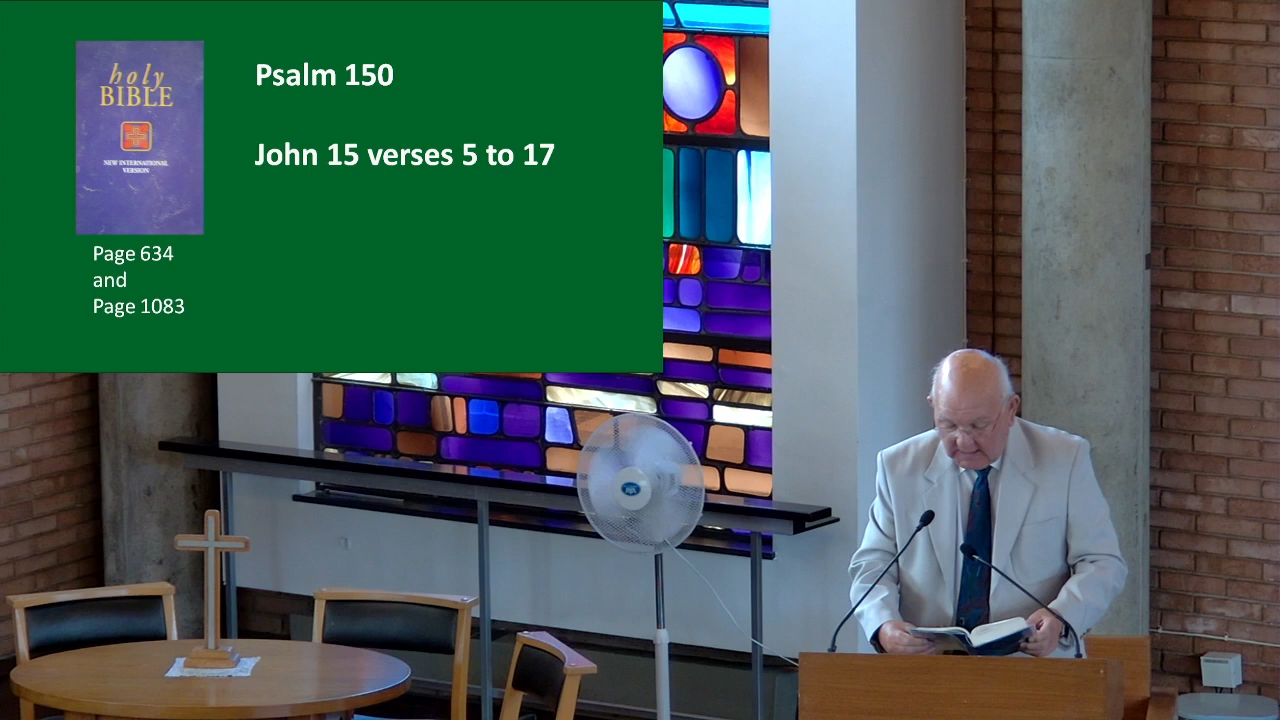 holy
BIBLE
NEW INTERNATIONAL
VERSION
Page 634
and
Page 1083
Psalm 150
John 15 verses 5 to 17